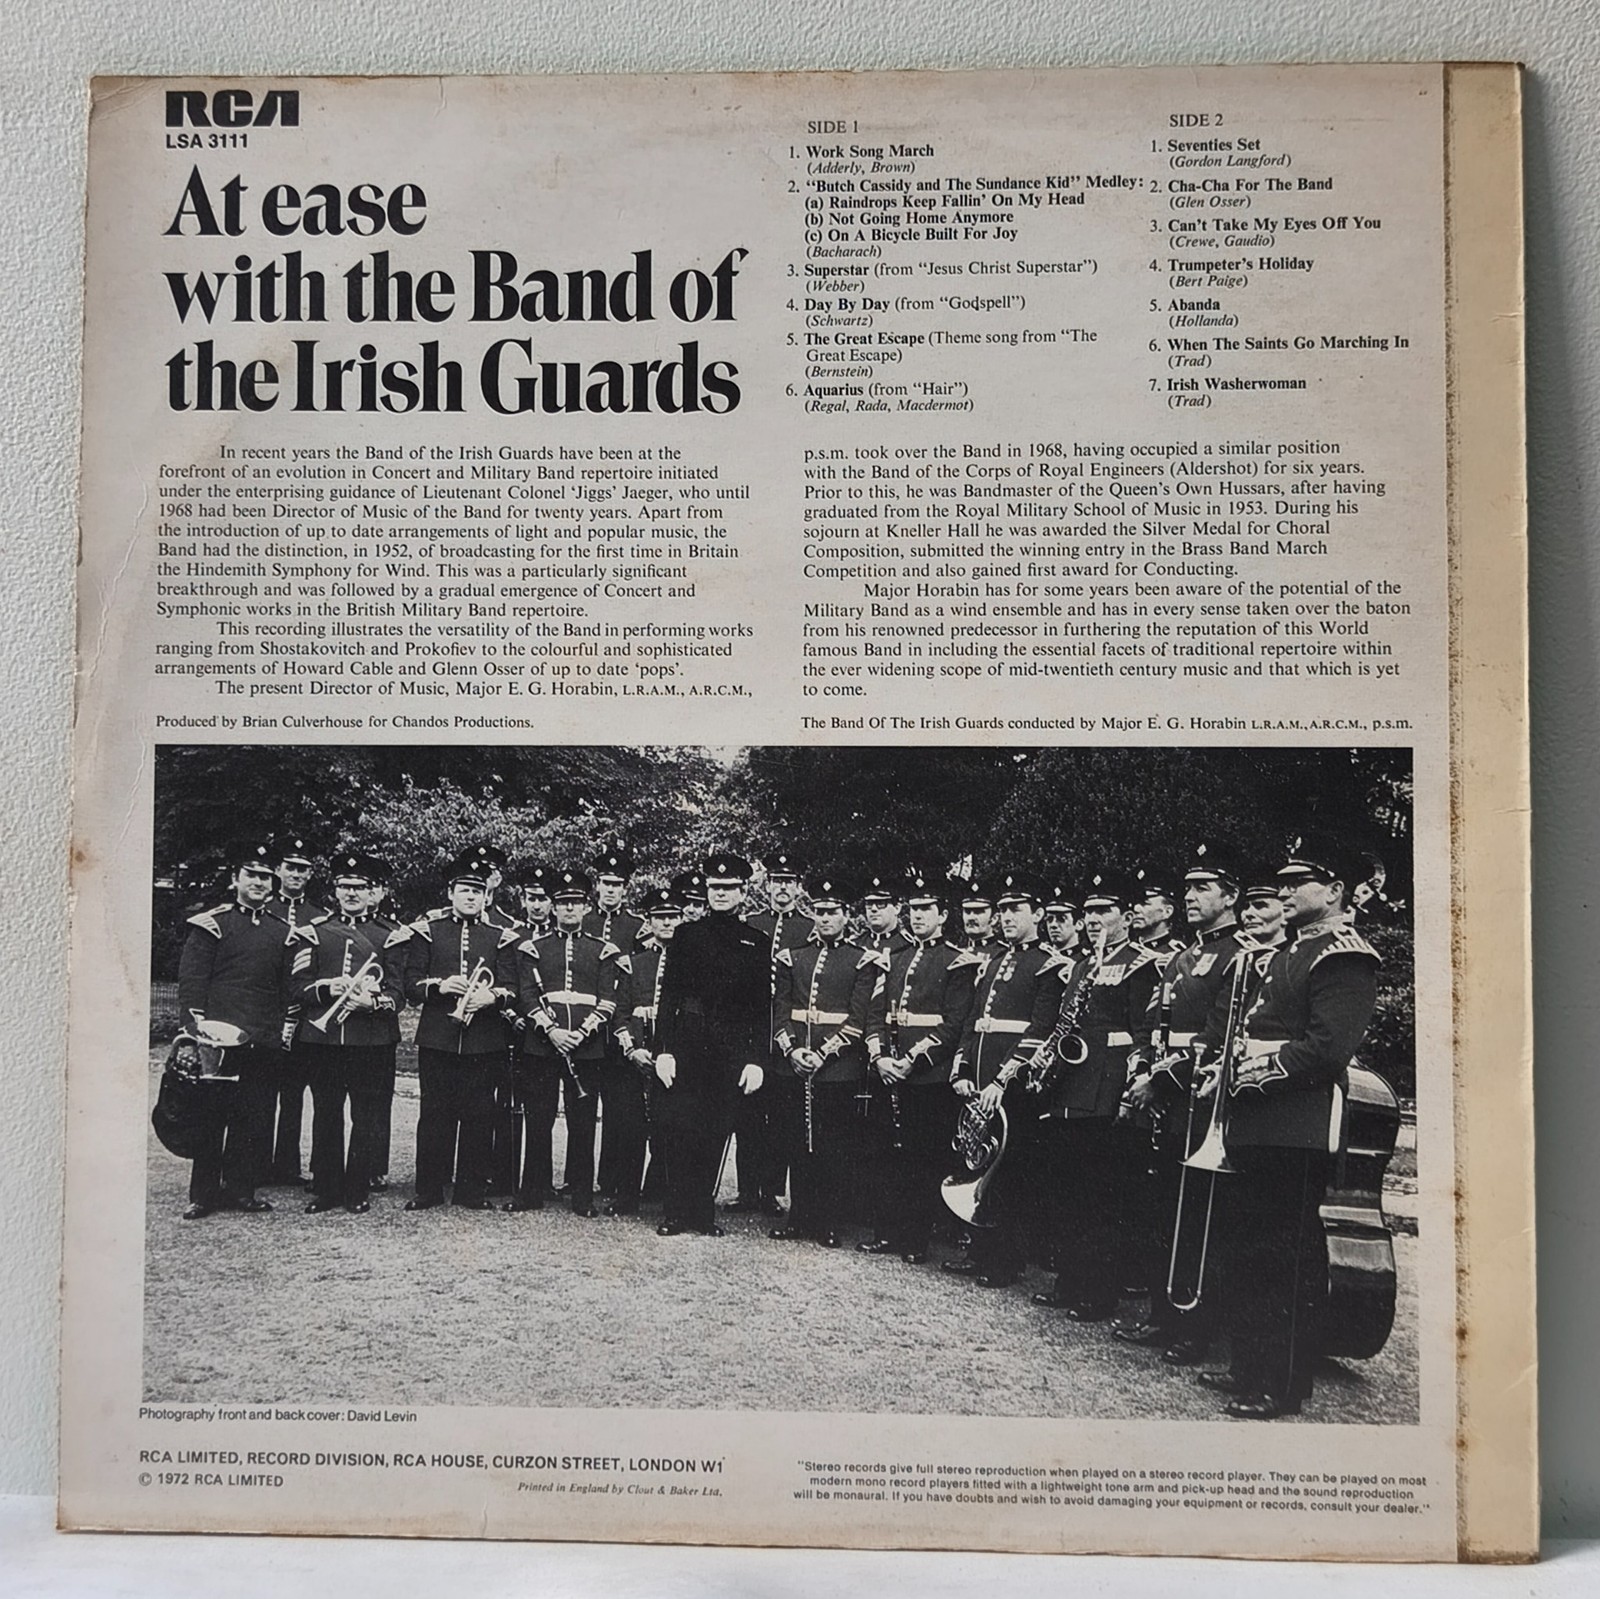 RCA
LSA 3111
At ease
with the Band of
the Irish Guards
SIDE 1
1. Work Song March
(Adderly, Brown)
2. “Butch Cassidy and The Sundance Kid” Medley:
(a) Raindrops Keep Fallin’ On My Head
(b) Not Going Home Anymore
(c) On A Bicycle Built For Joy
(Bacharach)
3. Superstar (from “Jesus Christ Superstar”)
(Webber)
4. Day By Day (from “Godspell”)
(Schwartz)
5. The Great Escape (Theme song from “The
Great Escape)
(Bernstein)
6. Aquarius (from “Hair”)
(Regal, Rada, Macdermot)
SIDE 2
1. Seventies Set
(Gordon Langford)
2. Cha-Cha For The Band
(Glen Osser)
3. Can’t Take My Eyes Off You
(Crewe, Gaudio)
4. Trumpeter’s Holiday
(Bert Paige)
5. Abanda
(Hollanda)
6. When The Saints Go Marching In
(Trad)
7. Irish Washerwoman
(Trad)
In recent years the Band of the Irish Guards have been at the
forefront of an evolution in Concert and Military Band repertoire initiated
under the enterprising guidance of Lieutenant Colonel ‘Jiggs’ Jaeger, who until
1968 had been Director of Music of the Band for twenty years. Apart from
the introduction of up to date arrangements of light and popular music, the
Band had the distinction, in 1952, of broadcasting for the first time in Britain
the Hindemith Symphony for Wind. This was a particularly significant
breakthrough and was followed by a gradual emergence of Concert and
Symphonic works in the British Military Band repertoire.
This recording illustrates the versatility of the Band in performing works
ranging from Shostakovitch and Prokofiev to the colourful and sophisticated
arrangements of Howard Cable and Glenn Osser of up to date ‘pops’.
The present Director of Music, Major E. G. Horabin, L.R.A.M., A.R.C.M.,
p.s.m. took over the Band in 1968, having occupied a similar position
with the Band of the Corps of Royal Engineers (Aldershot) for six years.
Prior to this, he was Bandmaster of the Queen’s Own Hussars, after having
graduated from the Royal Military School of Music in 1953. During his
sojourn at Kneller Hall he was awarded the Silver Medal for Choral
Composition, submitted the winning entry in the Brass Band March
Competition and also gained first award for Conducting.
Major Horabin has for some years been aware of the potential of the
Military Band as a wind ensemble and has in every sense taken over the baton
from his renowned predecessor in furthering the reputation of this World
famous Band in including the essential facets of traditional repertoire within
the ever widening scope of mid-twentieth century music and that which is yet
to come.
Produced by Brian Culverhouse for Chandos Productions.
The Band Of The Irish Guards conducted by Major E. G. Horabin L.R.A.M., A.R.C.M., p.s.m.
Photography front and back cover: David Levin
RCA LIMITED, RECORD DIVISION, RCA HOUSE, CURZON STREET, LONDON W1
© 1972 RCA LIMITED
Printed in England by Clout & Baker Ltd.
“Stereo records give full stereo reproduction when played on a stereo record player. They can be played on most
modern mono record players fitted with a lightweight tone arm and pick-up head and the sound reproduction
will be monaural. If you have doubts and wish to avoid damaging your equipment or records, consult your dealer.”